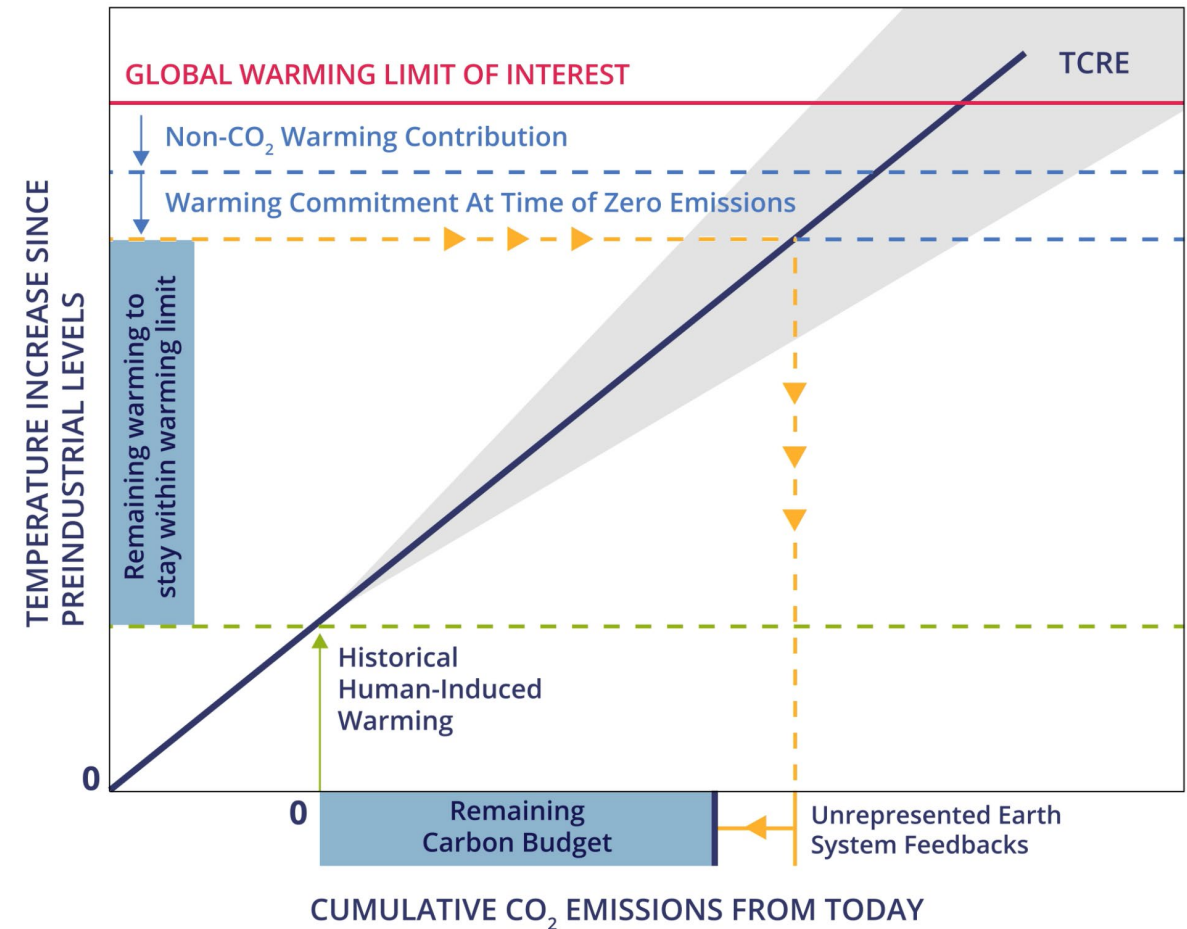 GLOBAL WARMING LIMIT OF INTEREST
TCRE
Non-CO₂ Warming Contribution
Warming Commitment At Time of Zero Emissions
TEMPERATURE INCREASE SINCE
PREINDUSTRIAL LEVELS
Remaining warming to
stay within warming limit
Historical
Human-Induced
Warming
0
0
Remaining
Carbon Budget
Unrepresented Earth
System Feedbacks
CUMULATIVE CO₂ EMISSIONS FROM TODAY